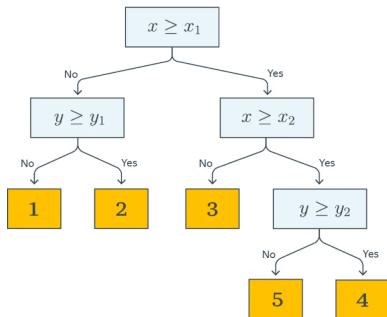 x ≥ x₁
No
Yes
y ≥ y₁
x ≥ x₂
No
Yes
No
Yes
1
2
3
y ≥ y₂
No
Yes
5
4